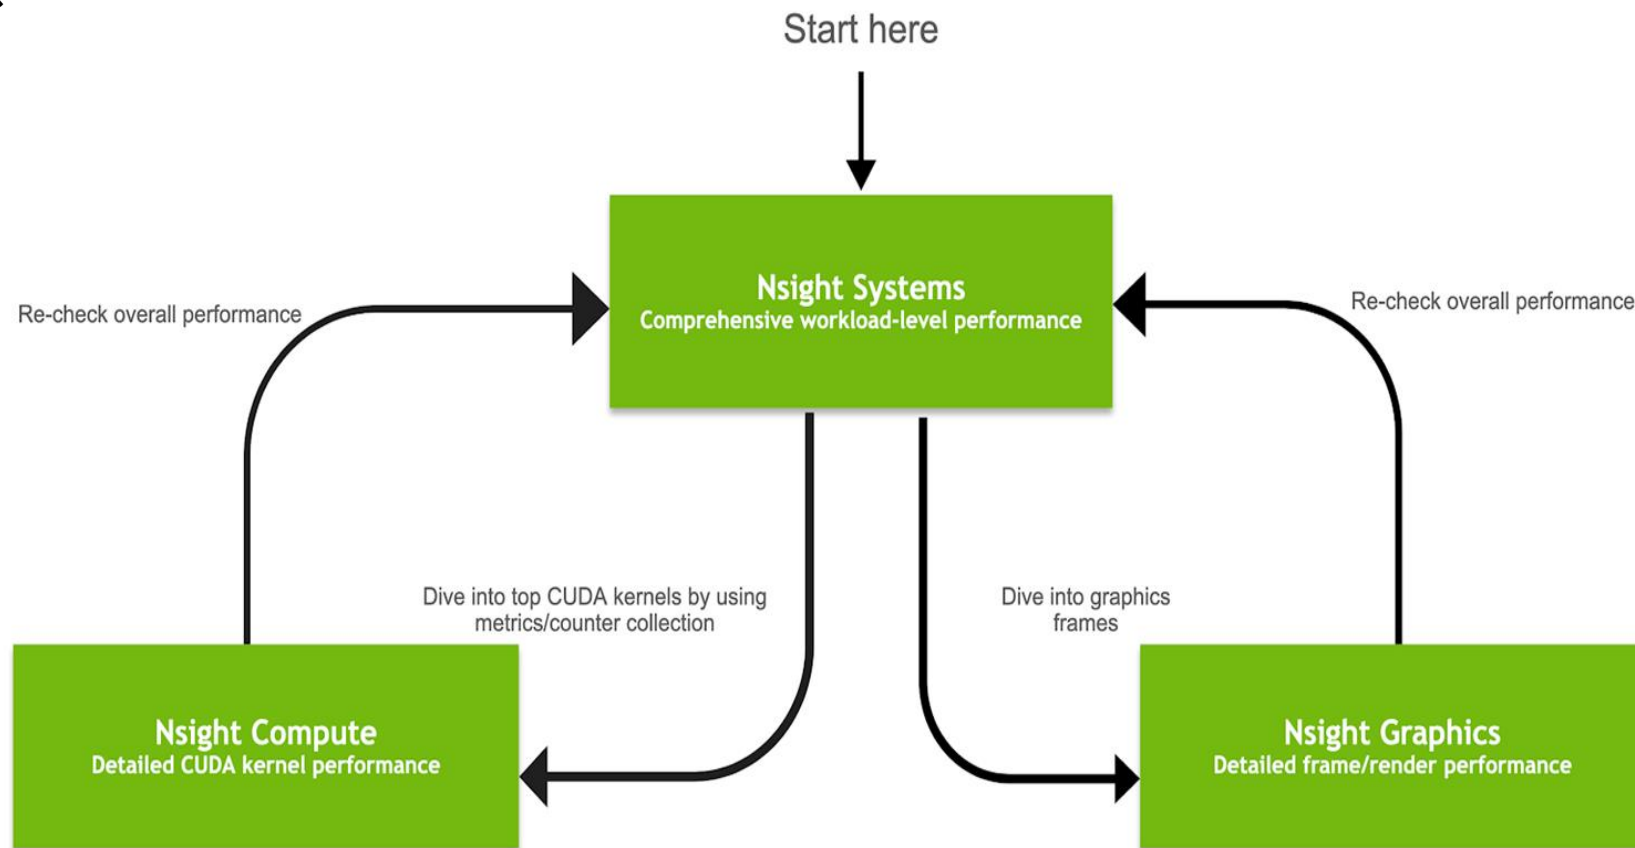 Start here
Nsight Systems
Comprehensive workload-level performance
Re-check overall performance
Re-check overall performance
Dive into top CUDA kernels by using
metrics/counter collection
Dive into graphics
frames
Nsight Compute
Detailed CUDA kernel performance
Nsight Graphics
Detailed frame/render performance